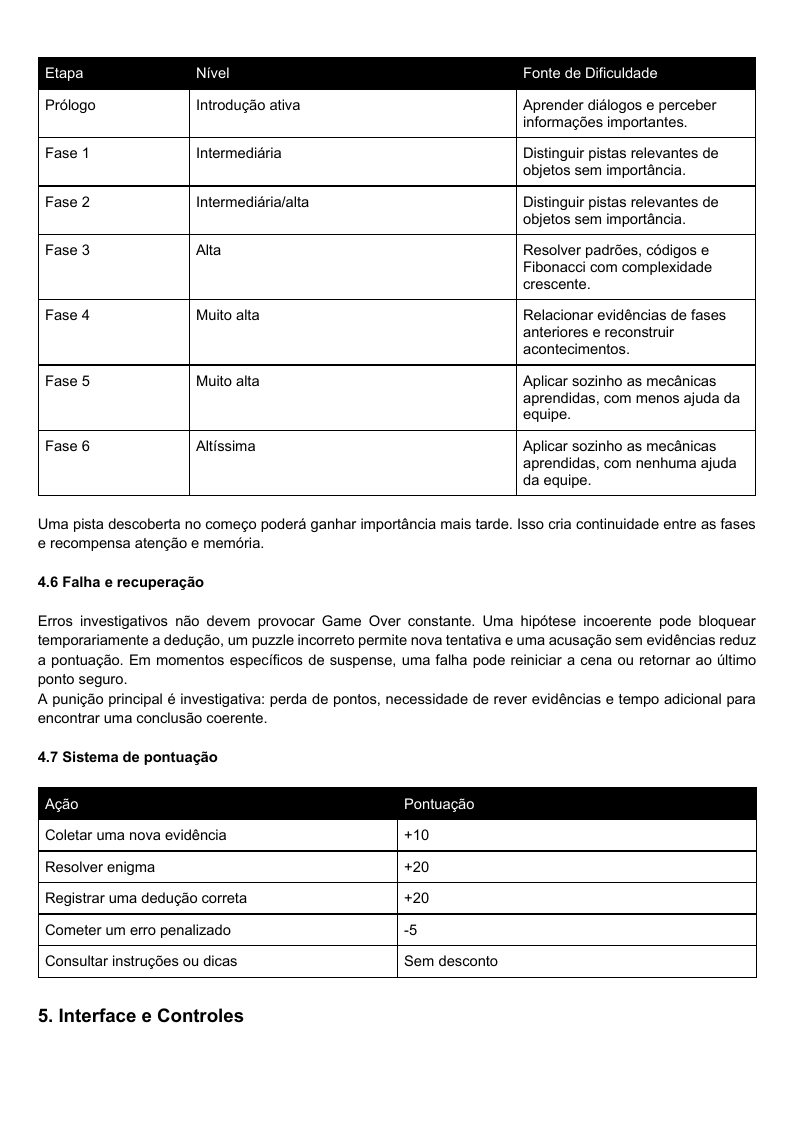 Etapa Nível Fonte de Dificuldade
Prólogo Introdução ativa Aprender diálogos e perceber
informações importantes.
Fase 1 Intermediária Distinguir pistas relevantes de
objetos sem importância.
Fase 2 Intermediária/alta Distinguir pistas relevantes de
objetos sem importância.
Fase 3 Alta Resolver padrões, códigos e
Fibonacci com complexidade
crescente.
Fase 4 Muito alta Relacionar evidências de fases
anteriores e reconstruir
acontecimentos.
Fase 5 Muito alta Aplicar sozinho as mecânicas
aprendidas, com menos ajuda da
equipe.
Fase 6 Altíssima Aplicar sozinho as mecânicas
aprendidas, com nenhuma ajuda
da equipe.
Uma pista descoberta no começo poderá ganhar importância mais tarde. Isso cria continuidade entre as fases
e recompensa atenção e memória.
4.6 Falha e recuperação
Erros investigativos não devem provocar Game Over constante. Uma hipótese incoerente pode bloquear
temporariamente a dedução, um puzzle incorreto permite nova tentativa e uma acusação sem evidências reduz
a pontuação. Em momentos específicos de suspense, uma falha pode reiniciar a cena ou retornar ao último
ponto seguro.
A punição principal é investigativa: perda de pontos, necessidade de rever evidências e tempo adicional para
encontrar uma conclusão coerente.
4.7 Sistema de pontuação
Ação Pontuação
Coletar uma nova evidência +10
Resolver enigma +20
Registrar uma dedução correta +20
Cometer um erro penalizado -5
Consultar instruções ou dicas Sem desconto
5. Interface e Controles